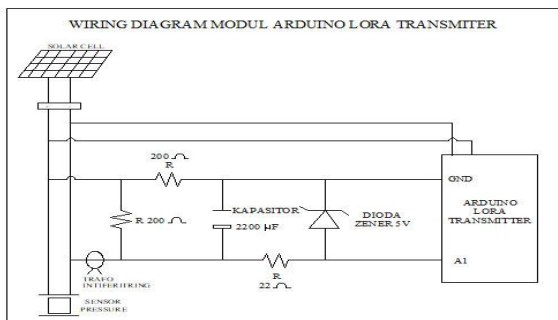 WIRING DIAGRAM MODUL ARDUINO LORA TRANSMITER
SOLAR CELL
200 Ω
R
GND
R 200 Ω
KAPASITOR
2200 µF
DIODA
ZENER 5V
ARDUINO
LORA
TRANSMITTER
A1
R
22 Ω
TRAFO
INTIFERITRING
SENSOR
PRESSURE